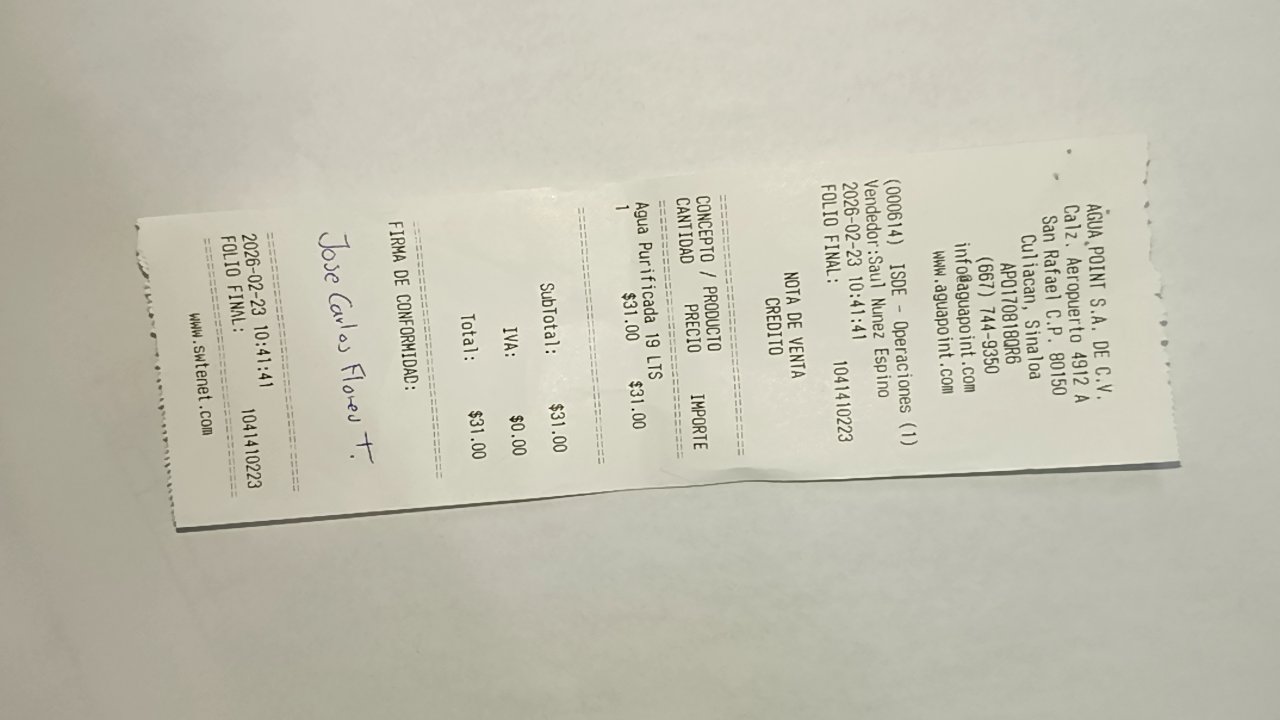 AGUA POINT S.A. DE C.V.
Calz. Aeropuerto 4912 A
San Rafael C.P. 80150
Culiacan, Sinaloa
APO170818QR6
(667) 744-9350
info@aguapoint.com
www.aguapoint.com
(000614) ISDE - Operaciones (1)
Vendedor:Saul Nunez Espino
2026-02-23 10:41:41
FOLIO FINAL: 1041410223
NOTA DE VENTA
CREDITO
CONCEPTO / PRODUCTO
CANTIDAD PRECIO IMPORTE
Agua Purificada 19 LTS
1 $31.00 $31.00
SubTotal: $31.00
IVA: $0.00
Total: $31.00
FIRMA DE CONFORMIDAD:
Jose Carlos Flores T.
2026-02-23 10:41:41
FOLIO FINAL: 1041410223
www.swtenet.com